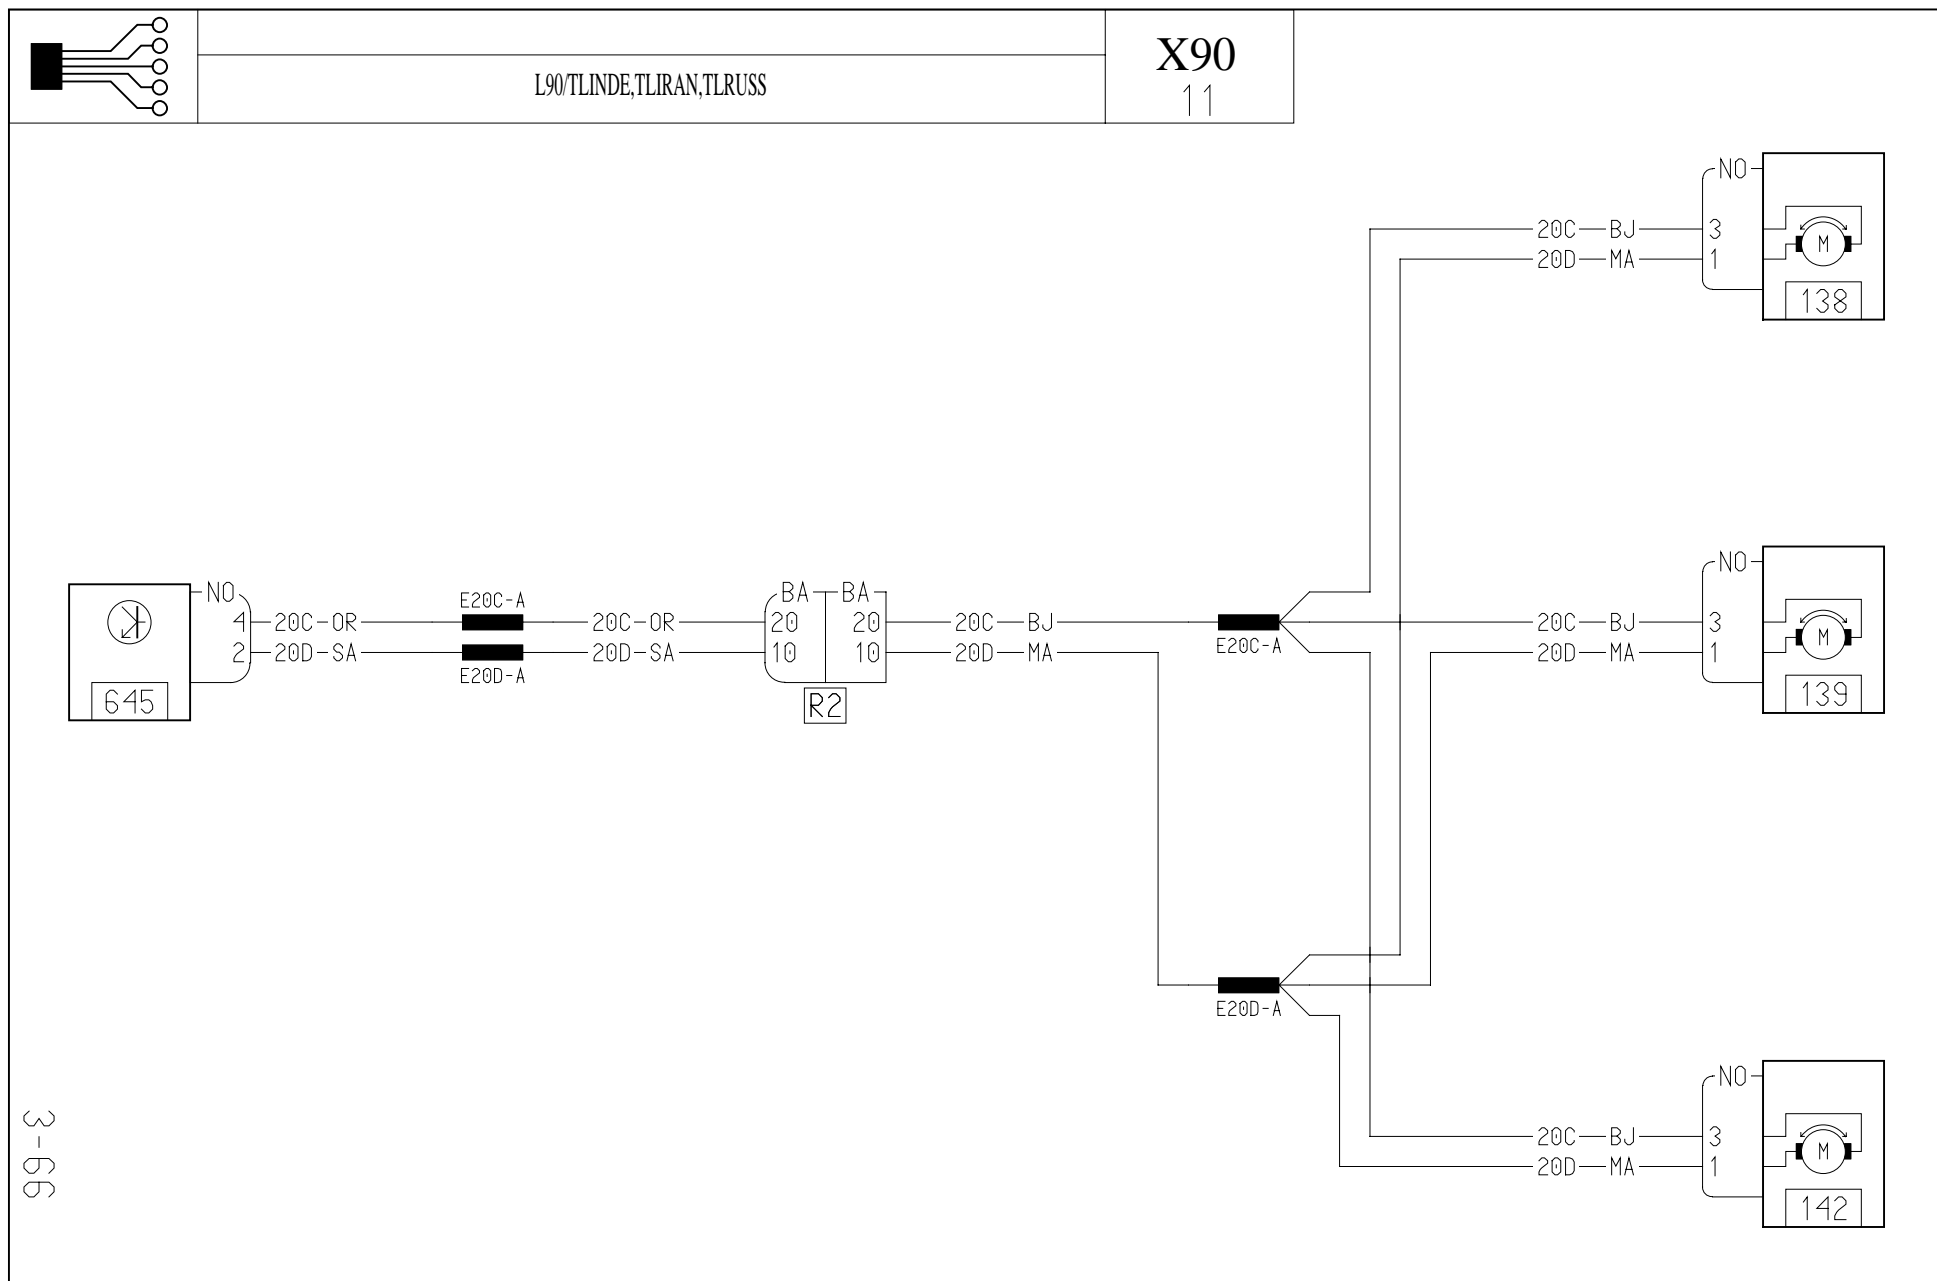 L90/TLINDE,TLIRAN,TLRUSS
X90
11
NO
20C BJ 3
20D MA 1
M
138
NO
645
NO
4 20C-OR
2 20D-SA
E20C-A
E20D-A
20C-OR
20D-SA
BA BA
20 20
10 10
R2
20C BJ
20D MA
E20C-A
20C BJ 3
20D MA 1
M
139
E20D-A
NO
20C BJ 3
20D MA 1
M
142
3-66